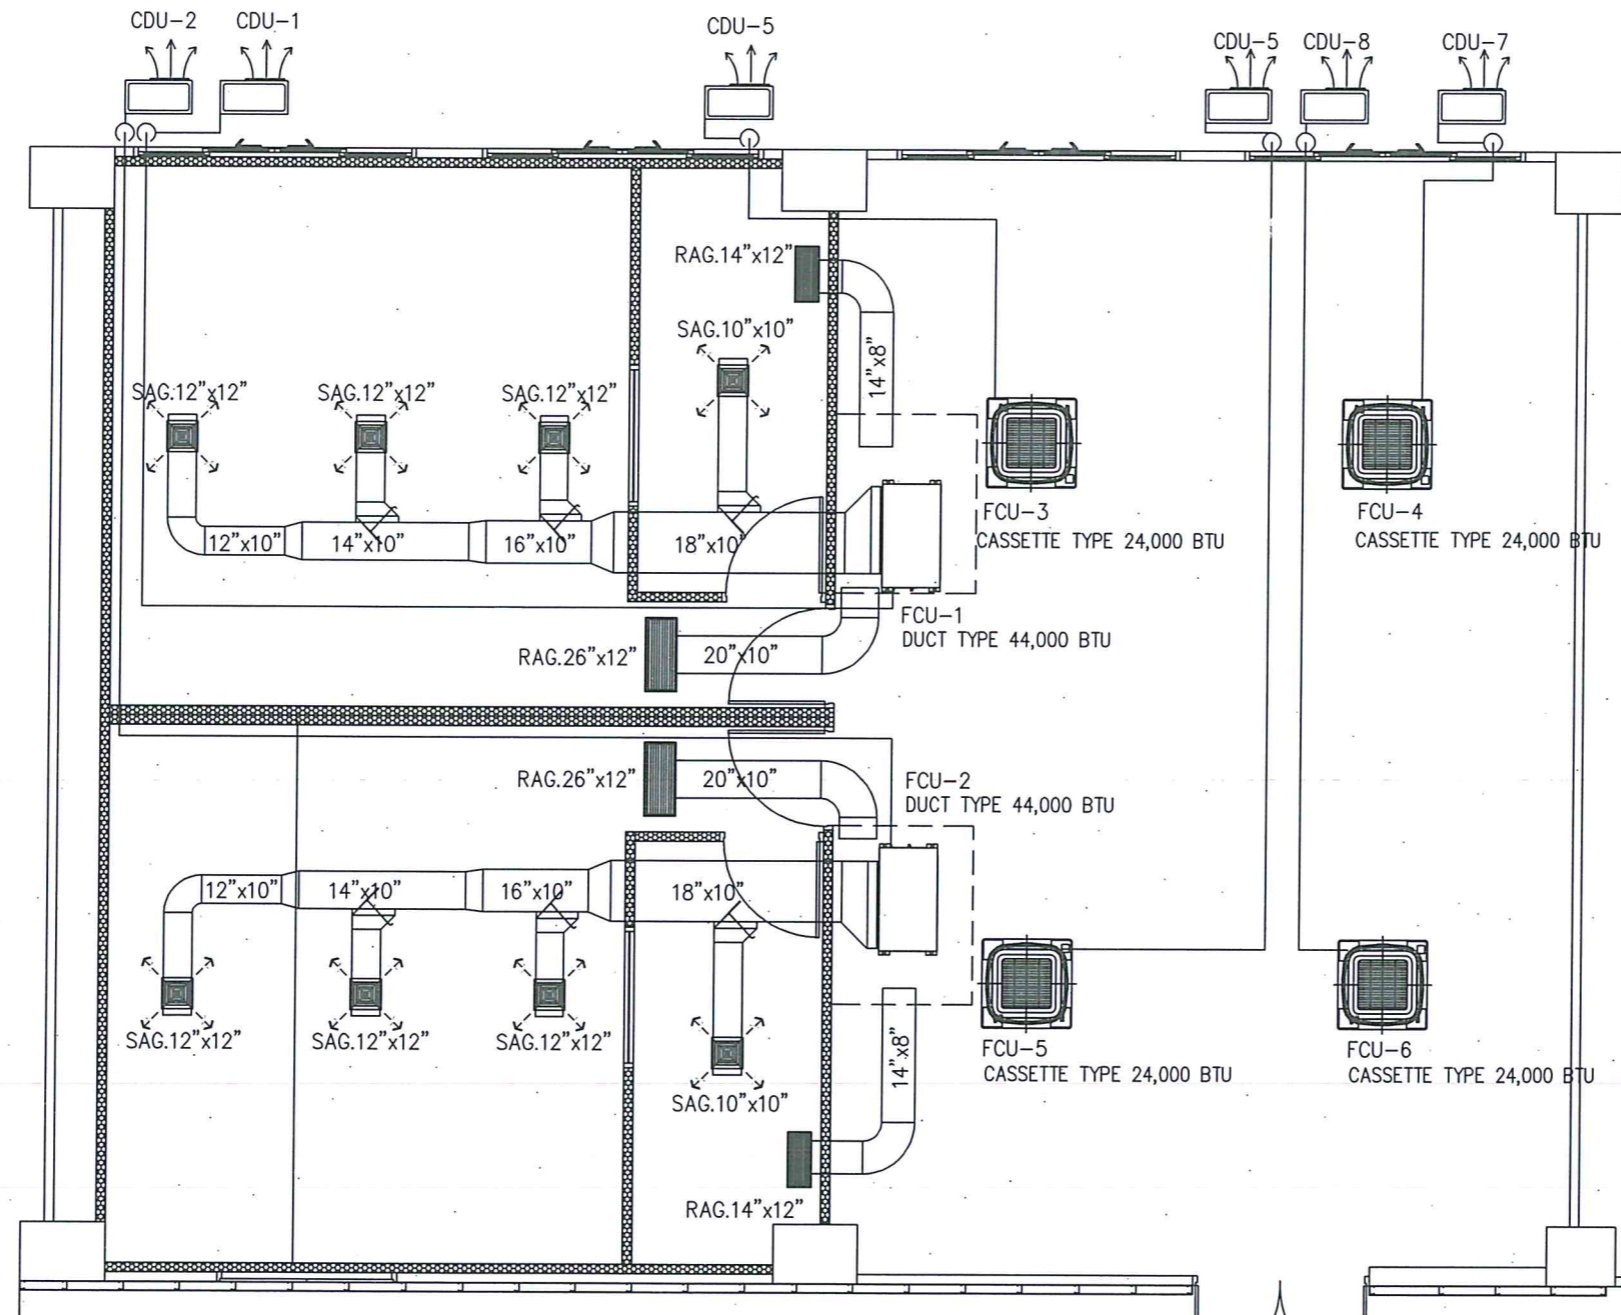 CDU-2
CDU-1
CDU-5
CDU-5
CDU-8
CDU-7
RAG.14"x12"
SAG.10"x10"
14"x8"
SAG.12"x12"
SAG.12"x12"
SAG.12"x12"
FCU-3
CASSETTE TYPE 24,000 BTU
FCU-4
CASSETTE TYPE 24,000 BTU
12"x10"
14"x10"
16"x10"
18"x10"
FCU-1
DUCT TYPE 44,000 BTU
RAG.26"x12"
20"x10"
RAG.26"x12"
20"x10"
FCU-2
DUCT TYPE 44,000 BTU
12"x10"
14"x10"
16"x10"
18"x10"
SAG.12"x12"
SAG.12"x12"
SAG.12"x12"
FCU-5
CASSETTE TYPE 24,000 BTU
FCU-6
CASSETTE TYPE 24,000 BTU
14"x8"
SAG.10"x10"
RAG.14"x12"